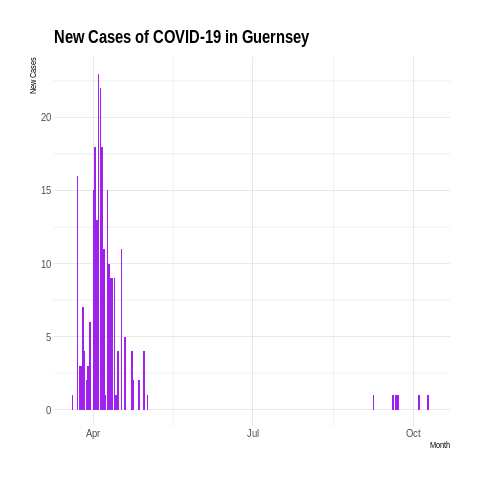 New Cases of COVID-19 in Guernsey
New Cases
20
15
10
5
0
Apr
Jul
Oct
Month